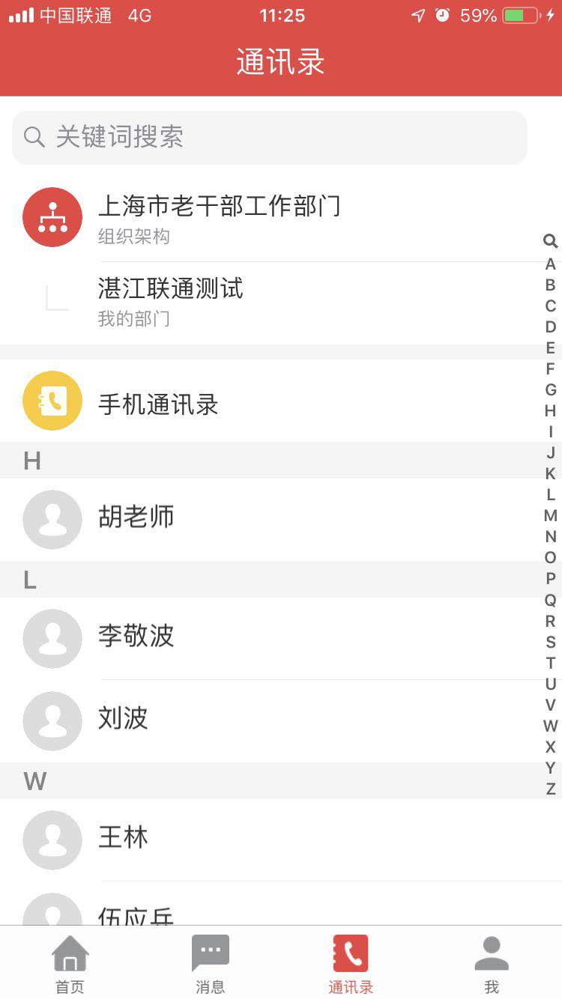 中国联通 4G 11:25 59%
通讯录
关键词搜索
上海市老干部工作部门
组织架构
湛江联通测试
我的部门
手机通讯录
H
胡老师
L
李敬波
刘波
W
王林
伍应兵
A
B
C
D
E
F
G
H
I
J
K
L
M
N
O
P
Q
R
S
T
U
V
W
X
Y
Z
首页 消息 通讯录 我